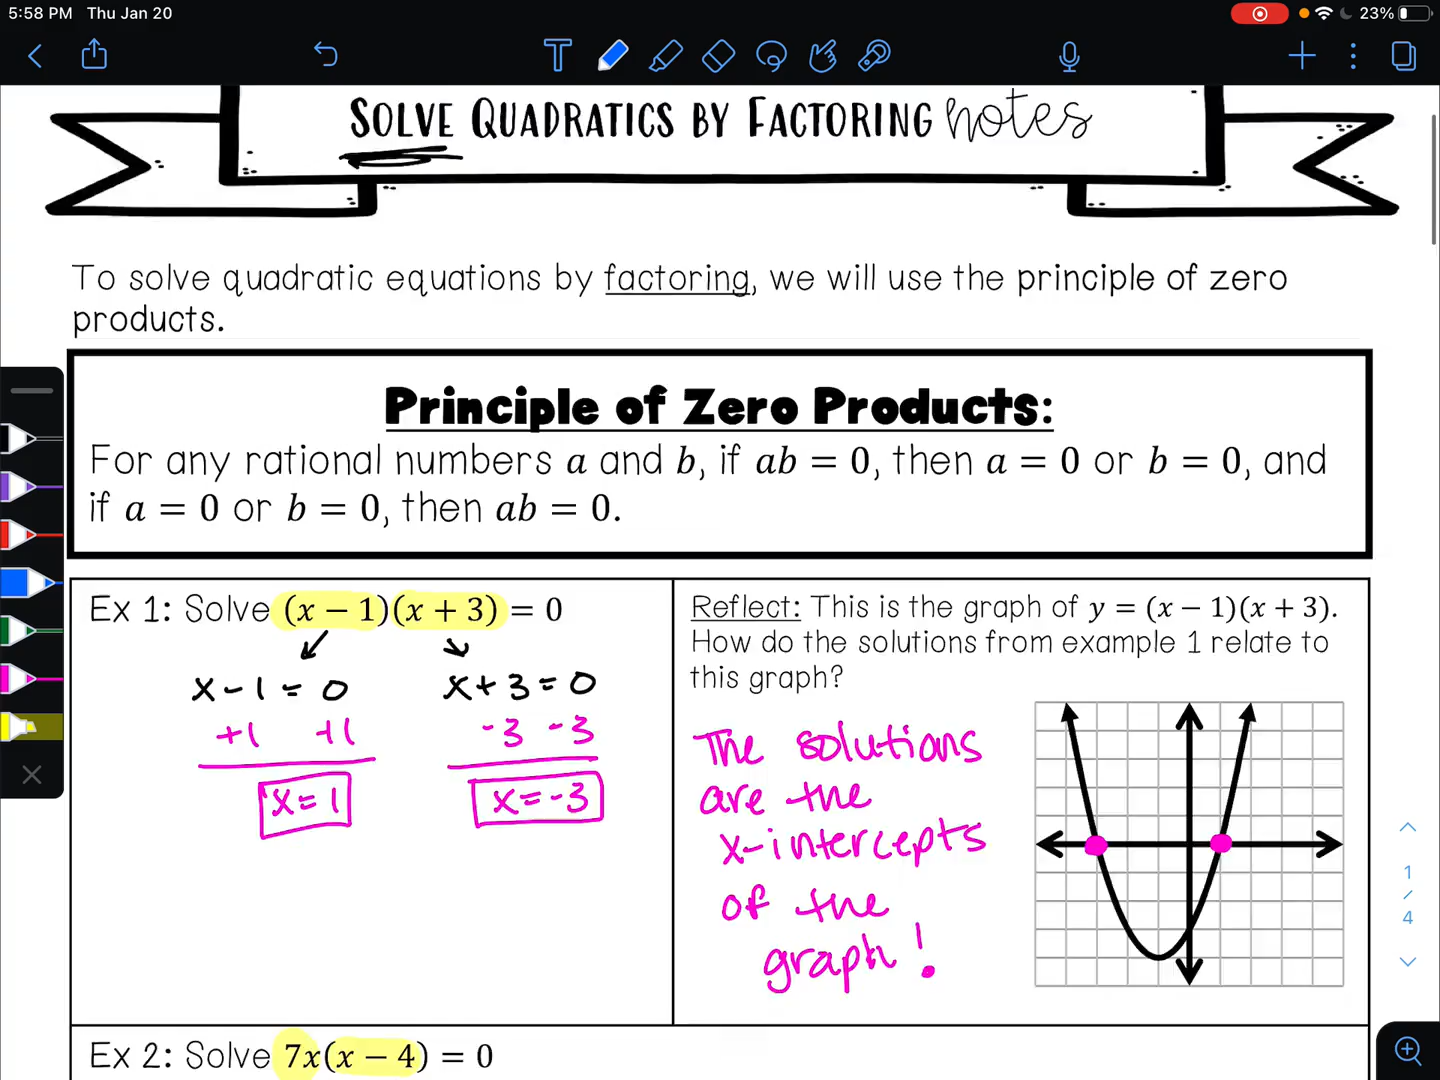 5:58 PM Thu Jan 20
23%
SOLVE QUADRATICS BY FACTORING notes
To solve quadratic equations by factoring, we will use the principle of zero
products.
Principle of Zero Products:
For any rational numbers a and b, if ab = 0, then a = 0 or b = 0, and
if a = 0 or b = 0, then ab = 0.
Ex 1: Solve (x − 1)(x + 3) = 0
x - 1 = 0 x + 3 = 0
+1 +1 -3 -3
x = 1 x = -3
Reflect: This is the graph of y = (x − 1)(x + 3).
How do the solutions from example 1 relate to
this graph?
The solutions
are the
x-intercepts
of the
graph!
1
/
4
Ex 2: Solve 7x(x − 4) = 0